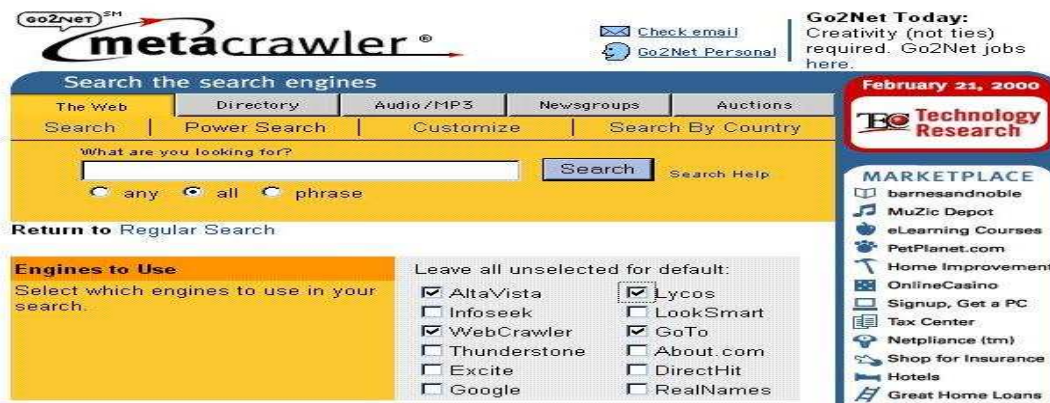 GO2NET SM
metacrawler ®
Check email
Go2Net Personal
Go2Net Today:
Creativity (not ties)
required. Go2Net jobs
here.
Search the search engines
The Web Directory Audio/MP3 Newsgroups Auctions
Search | Power Search | Customize | Search By Country
What are you looking for?
Search Search Help
any all phrase
Return to Regular Search
Engines to Use
Select which engines to use in your
search.
Leave all unselected for default:
AltaVista Lycos
Infoseek LookSmart
WebCrawler GoTo
Thunderstone About.com
Excite DirectHit
Google RealNames
February 21, 2000
Technology
Research
MARKETPLACE
barnesandnoble
MuZic Depot
eLearning Courses
PetPlanet.com
Home Improvement
OnlineCasino
Signup, Get a PC
Tax Center
Netpliance (tm)
Shop for Insurance
Hotels
Great Home Loans